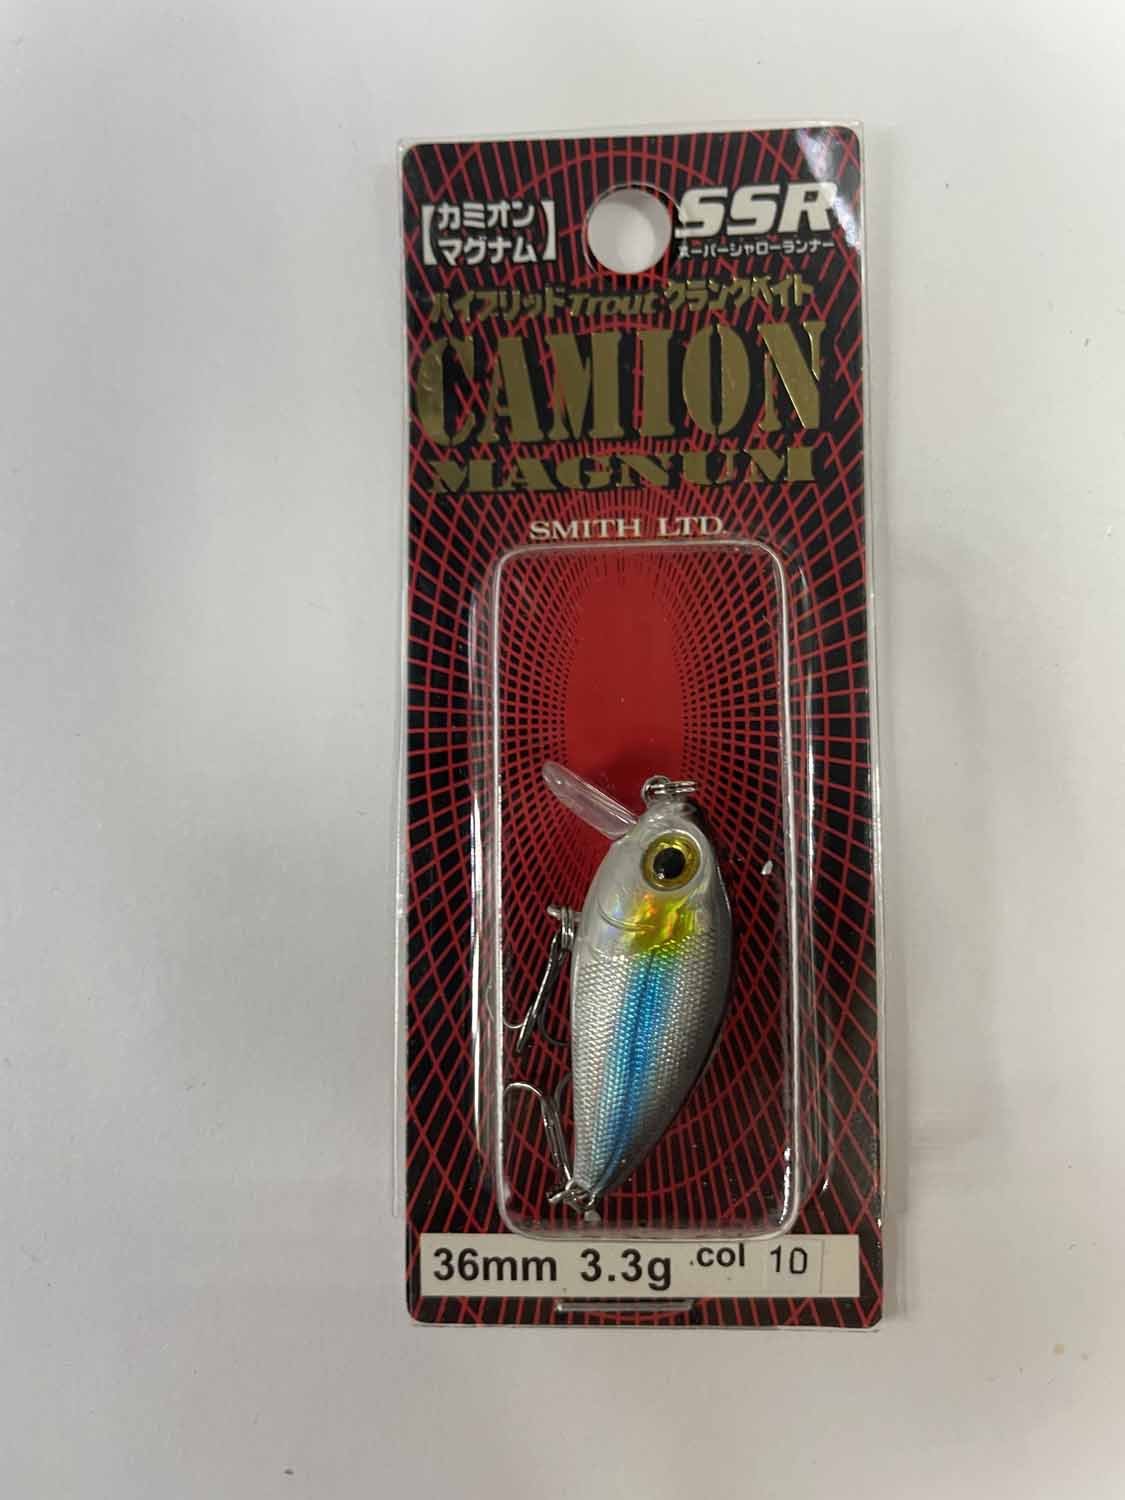 【カミオン
マグナム】
SSR
スーパーシャローランナー
ハイブリッドTroutクランクベイト
CAMION
MAGNUM
SMITH LTD.
36mm 3.3g .col 10